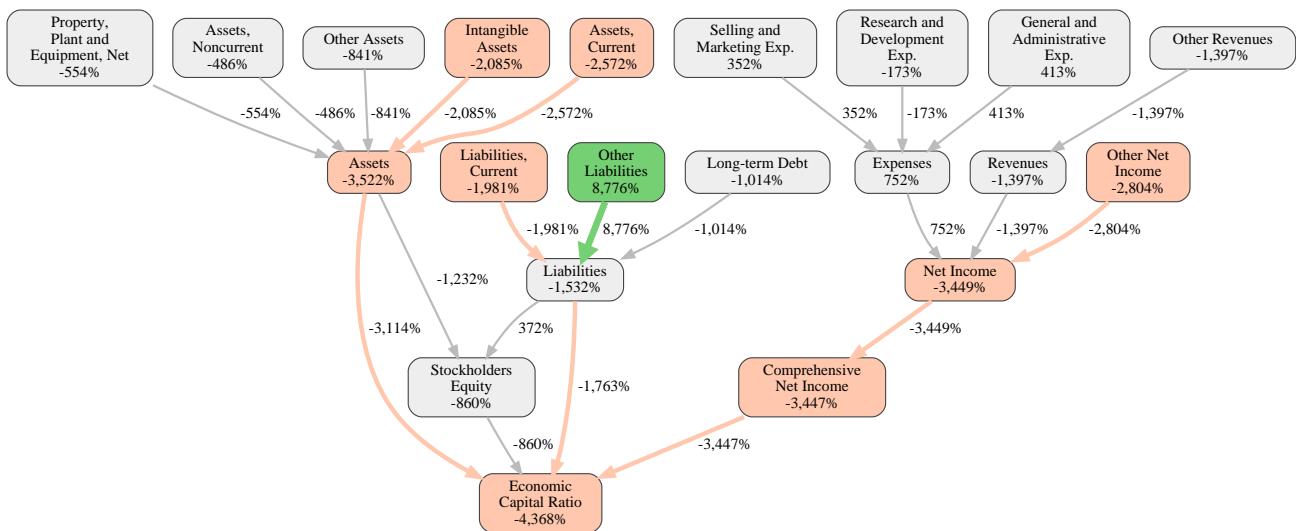 Property,
Plant and
Equipment, Net
-554%
Assets,
Noncurrent
-486%
Other Assets
-841%
Intangible
Assets
-2,085%
Assets,
Current
-2,572%
Selling and
Marketing Exp.
352%
Research and
Development
Exp.
-173%
General and
Administrative
Exp.
413%
Other Revenues
-1,397%
-554%
-486%
-841%
-2,085%
-2,572%
352%
-173%
413%
-1,397%
Assets
-3,522%
Liabilities,
Current
-1,981%
Other
Liabilities
8,776%
Long-term Debt
-1,014%
Expenses
752%
Revenues
-1,397%
Other Net
Income
-2,804%
-1,981%
8,776%
-1,014%
752%
-1,397%
-2,804%
Liabilities
-1,532%
Net Income
-3,449%
-1,232%
-3,114%
372%
-1,763%
-3,449%
Stockholders
Equity
-860%
Comprehensive
Net Income
-3,447%
-860%
-3,447%
Economic
Capital Ratio
-4,368%